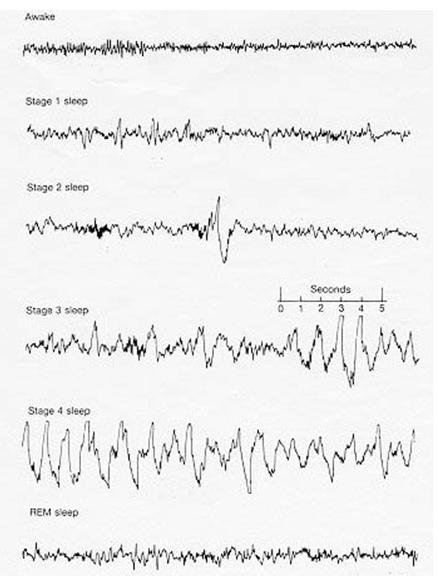 Awake
Stage 1 sleep
Stage 2 sleep
Seconds
0 1 2 3 4 5
Stage 3 sleep
Stage 4 sleep
REM sleep